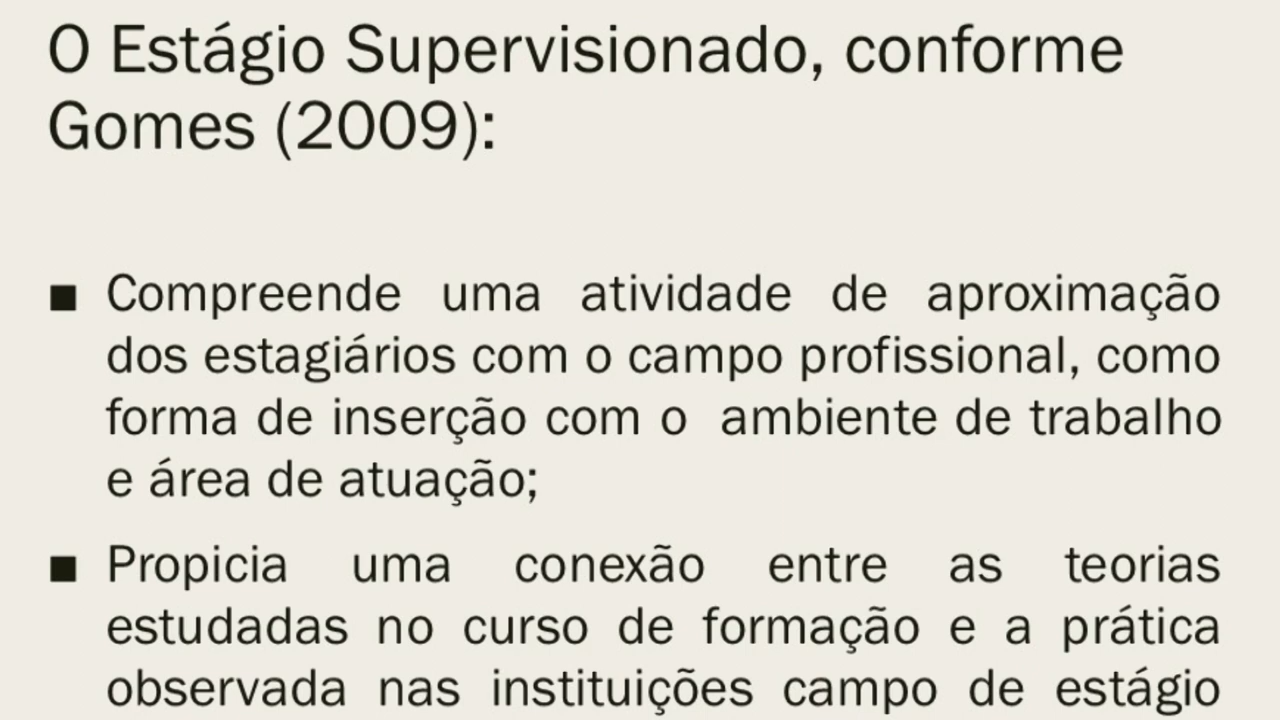 O Estágio Supervisionado, conforme
Gomes (2009):
■ Compreende uma atividade de aproximação
dos estagiários com o campo profissional, como
forma de inserção com o ambiente de trabalho
e área de atuação;
■ Propicia uma conexão entre as teorias
estudadas no curso de formação e a prática
observada nas instituições campo de estágio